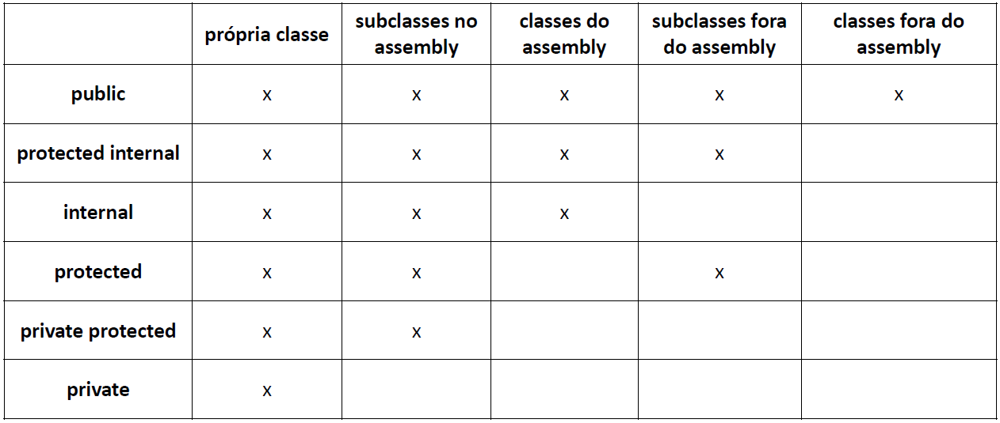 própria classe
subclasses no
assembly
classes do
assembly
subclasses fora
do assembly
classes fora do
assembly
public x x x x x
protected internal x x x x
internal x x x
protected x x x
private protected x x
private x